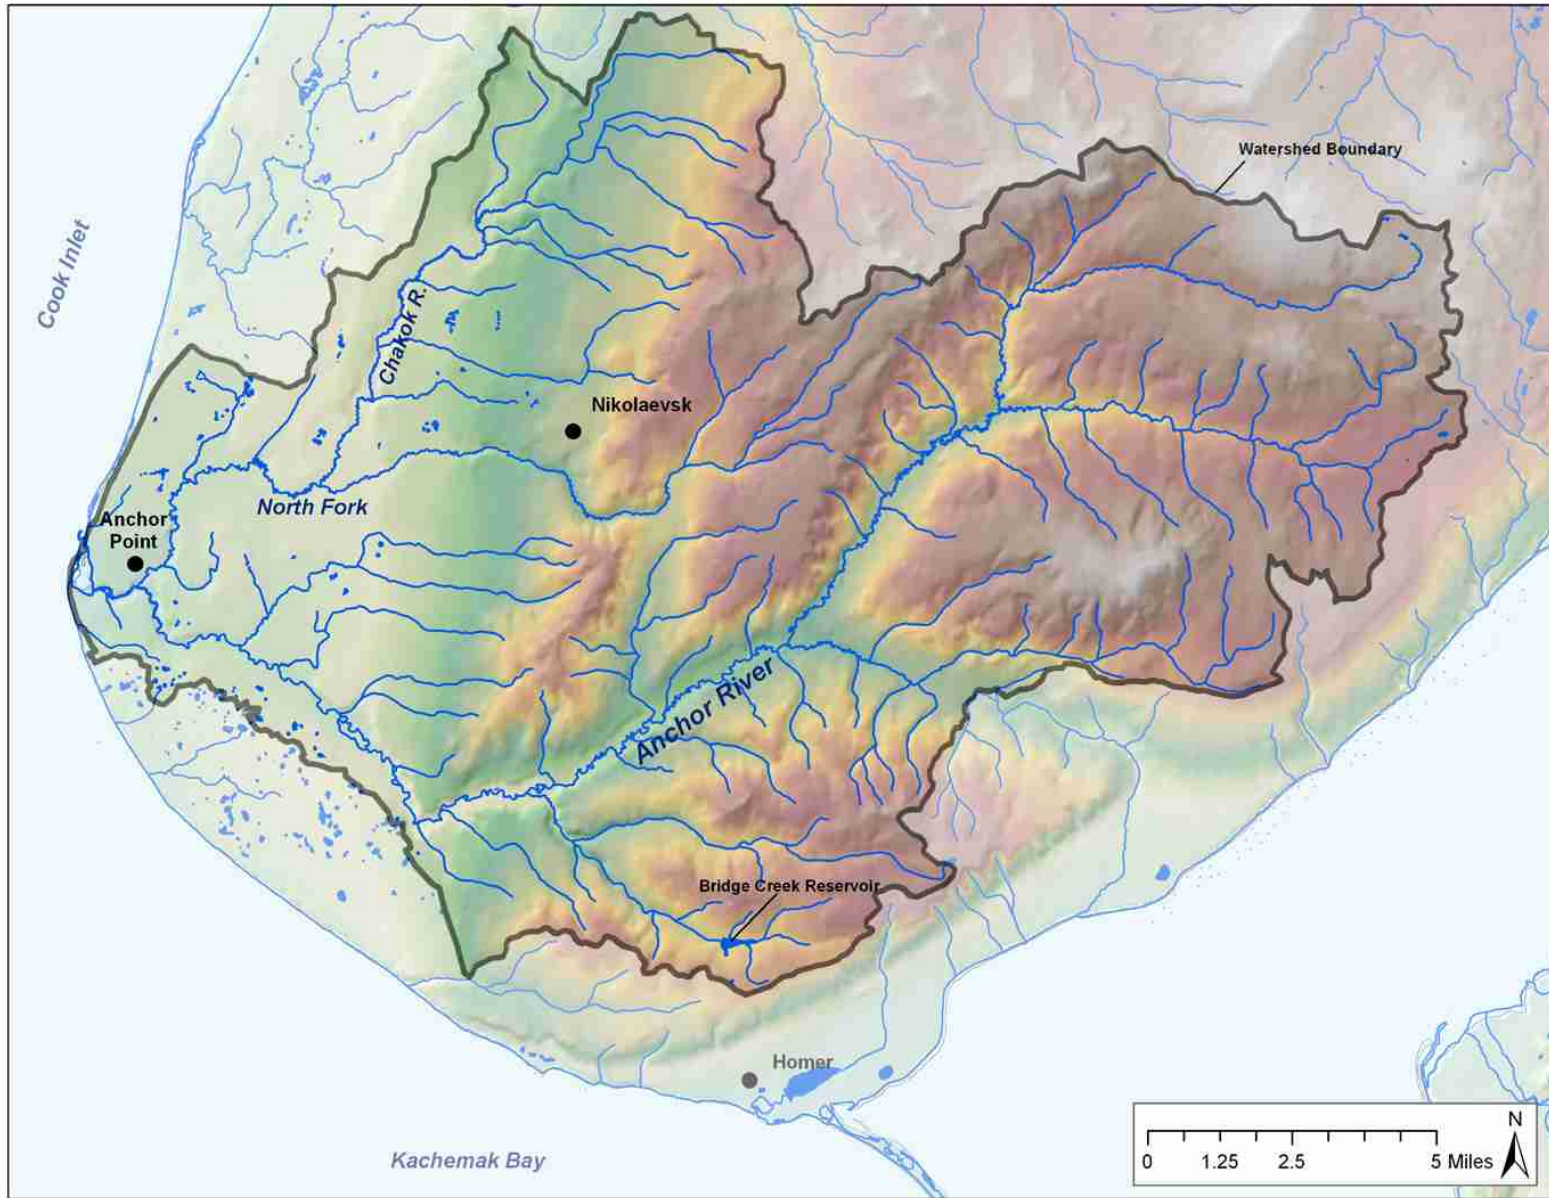 Watershed Boundary
Cook Inlet
Chakok R.
Nikolaevsk
North Fork
Anchor
Point
Anchor River
Bridge Creek Reservoir
Homer
Kachemak Bay
N
0 1.25 2.5 5 Miles